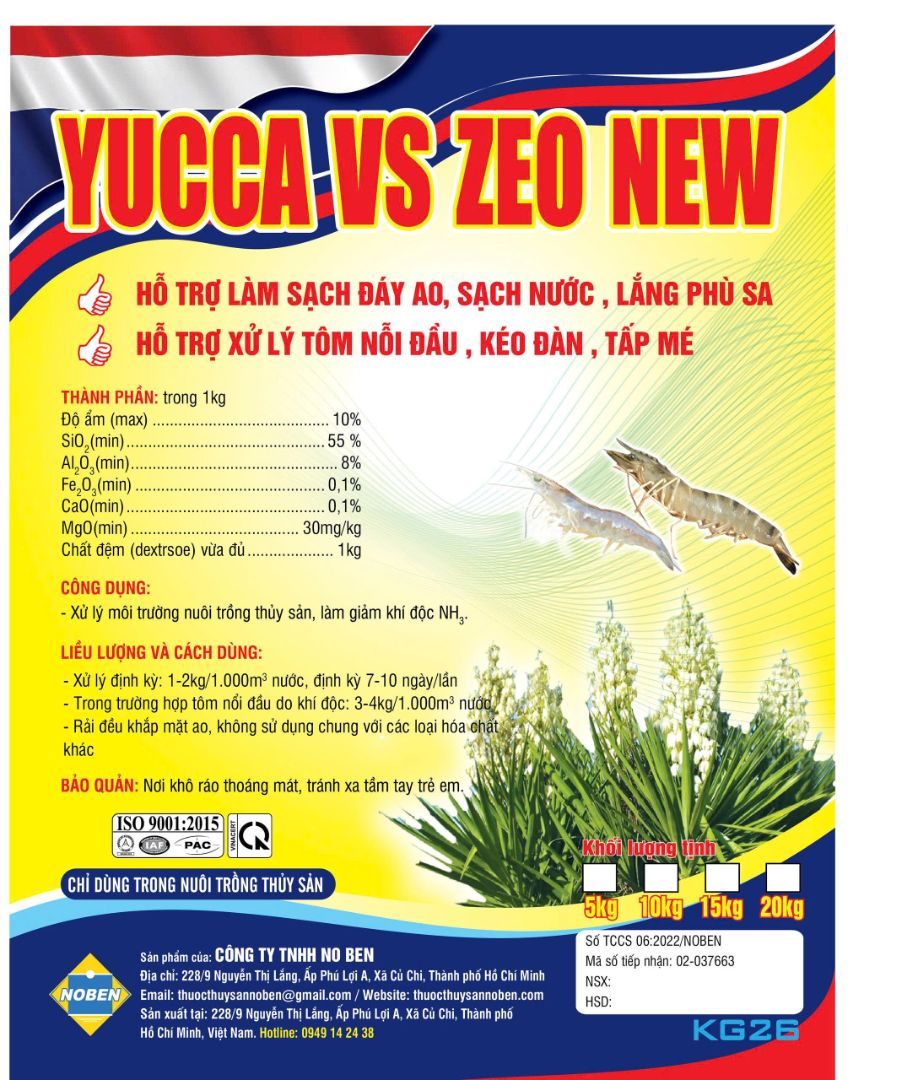 YUCCA VS ZEO NEW
HỖ TRỢ LÀM SẠCH ĐÁY AO, SẠCH NƯỚC , LẮNG PHÙ SA
HỖ TRỢ XỬ LÝ TÔM NỖI ĐẦU , KÉO ĐÀN , TẤP MÉ
THÀNH PHẦN: trong 1kg
Độ ẩm (max) ......................................... 10%
SiO₂(min) .............................................. 55 %
Al₂O₃(min) ................................................ 8%
Fe₂O₃(min) ............................................. 0,1%
CaO(min) ............................................... 0,1%
MgO(min) ....................................... 30mg/kg
Chất đệm (dextrsoe) vừa đủ .................... 1kg
CÔNG DỤNG:
- Xử lý môi trường nuôi trồng thủy sản, làm giảm khí độc NH₃.
LIỀU LƯỢNG VÀ CÁCH DÙNG:
- Xử lý định kỳ: 1-2kg/1.000m³ nước, định kỳ 7-10 ngày/lần
- Trong trường hợp tôm nổi đầu do khí độc: 3-4kg/1.000m³ nước
- Rải đều khắp mặt ao, không sử dụng chung với các loại hóa chất
khác
BẢO QUẢN: Nơi khô ráo thoáng mát, tránh xa tầm tay trẻ em.
ISO 9001:2015
IAF PAC
VINACERT
CHỈ DÙNG TRONG NUÔI TRỒNG THỦY SẢN
Khối lượng tịnh
5kg 10kg 15kg 20kg
NOBEN
Sản phẩm của: CÔNG TY TNHH NO BEN
Địa chỉ: 228/9 Nguyễn Thị Lắng, Ấp Phú Lợi A, Xã Củ Chi, Thành phố Hồ Chí Minh
Email: thuocthuysannoben@gmail.com / Website: thuocthuysannoben.com
Sản xuất tại: 228/9 Nguyễn Thị Lắng, Ấp Phú Lợi A, Xã Củ Chi, Thành phố
Hồ Chí Minh, Việt Nam. Hotline: 0949 14 24 38
Số TCCS 06:2022/NOBEN
Mã số tiếp nhận: 02-037663
NSX:
HSD:
KG26